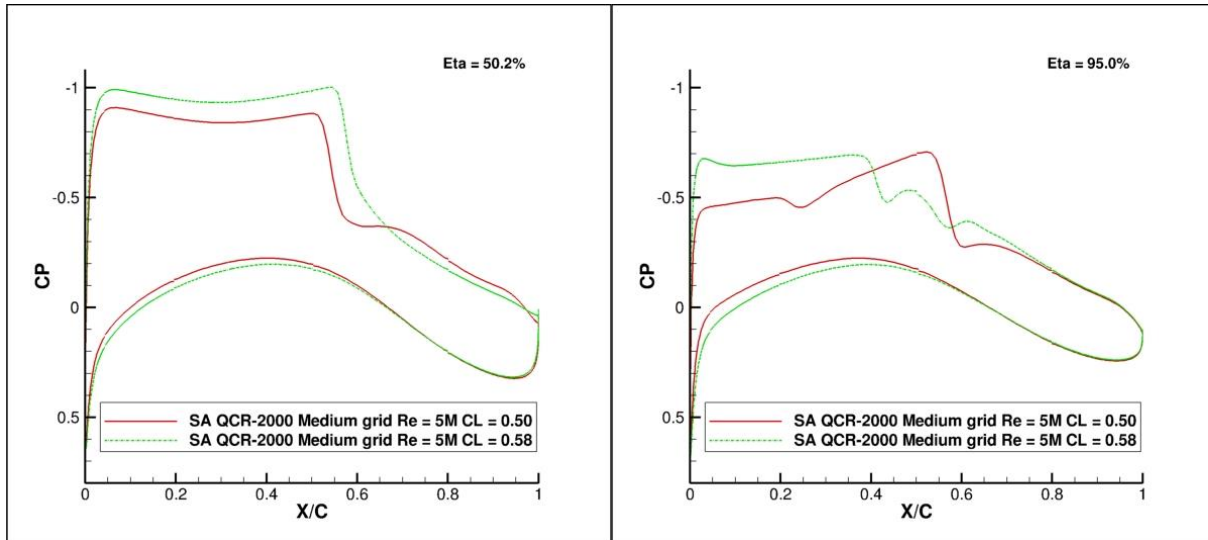 Eta = 50.2%
-1
-0.5
0
0.5
CP
SA QCR-2000 Medium grid Re = 5M CL = 0.50
SA QCR-2000 Medium grid Re = 5M CL = 0.58
0 0.2 0.4 0.6 0.8 1
X/C
Eta = 95.0%
-1
-0.5
0
0.5
CP
SA QCR-2000 Medium grid Re = 5M CL = 0.50
SA QCR-2000 Medium grid Re = 5M CL = 0.58
0 0.2 0.4 0.6 0.8 1
X/C